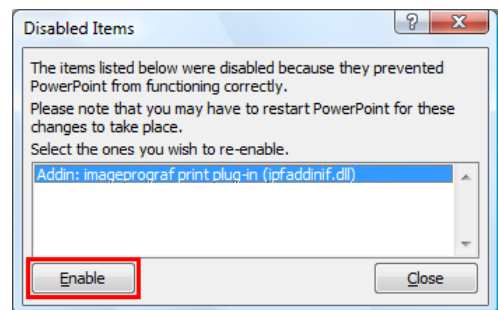 Disabled Items
The items listed below were disabled because they prevented
PowerPoint from functioning correctly.
Please note that you may have to restart PowerPoint for these
changes to take place.
Select the ones you wish to re-enable.
Addin: imageprograf print plug-in (ipfaddinif.dll)
Enable
Close